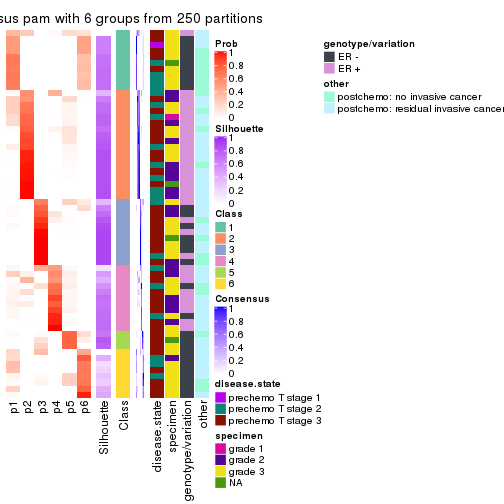 sus pam with 6 groups from 250 partitions
Prob
1
0.8
0.6
0.4
0.2
0
Silhouette
1
0.8
0.6
0.4
0.2
0
Class
1
2
3
4
5
6
Consensus
1
0.8
0.6
0.4
0.2
0
disease.state
prechemo T stage 1
prechemo T stage 2
prechemo T stage 3
specimen
grade 1
grade 2
grade 3
NA
genotype/variation
ER -
ER +
other
postchemo: no invasive cancer
postchemo: residual invasive cancer
p1
p2
p3
p4
p5
p6
Silhouette
Class
disease.state
specimen
genotype/variation
other